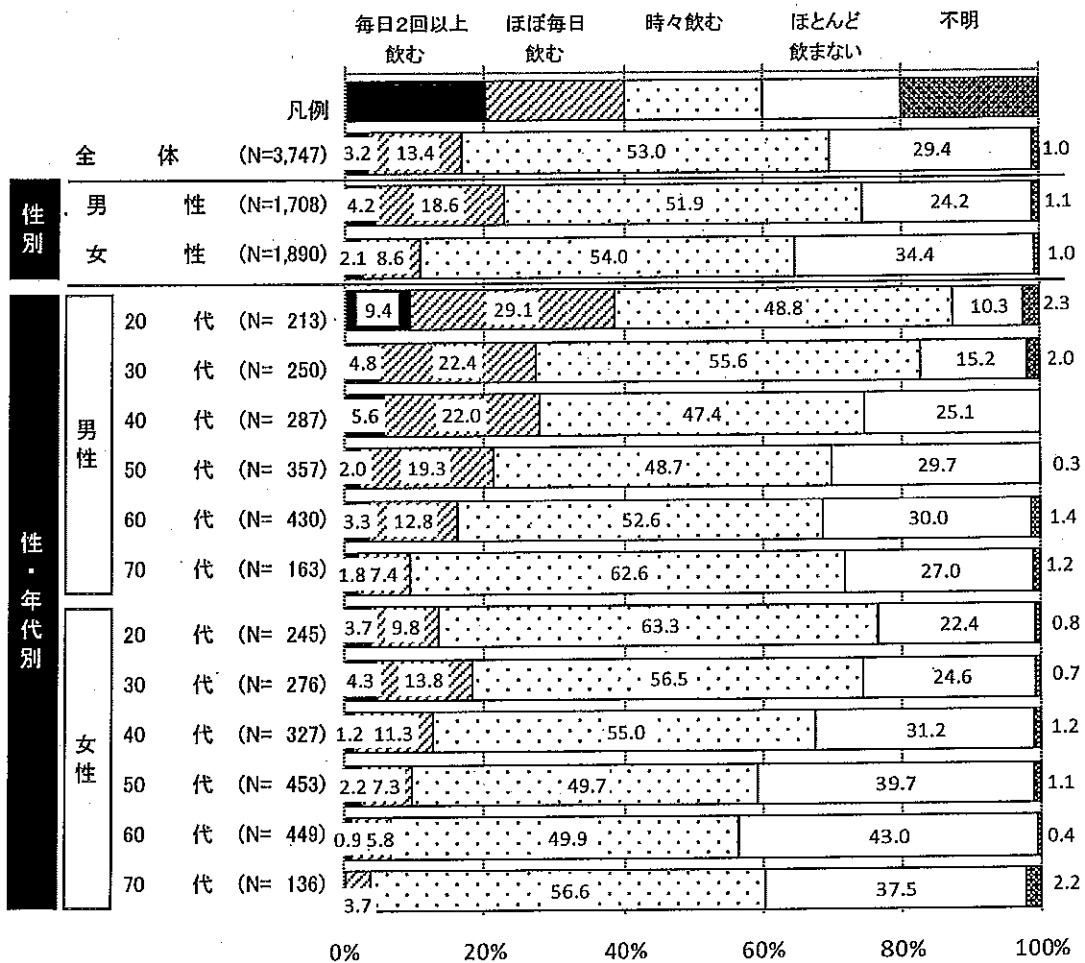 毎日2回以上 ほぼ毎日 時々飲む ほとんど 不明
飲む 飲む 飲まない
凡例
全 体 (N=3,747) 3.2 13.4 53.0 29.4 1.0
性別
男 性 (N=1,708) 4.2 18.6 51.9 24.2 1.1
女 性 (N=1,890) 2.1 8.6 54.0 34.4 1.0
性・年代別
男性
20 代 (N= 213) 9.4 29.1 48.8 10.3 2.3
30 代 (N= 250) 4.8 22.4 55.6 15.2 2.0
40 代 (N= 287) 5.6 22.0 47.4 25.1
50 代 (N= 357) 2.0 19.3 48.7 29.7 0.3
60 代 (N= 430) 3.3 12.8 52.6 30.0 1.4
70 代 (N= 163) 1.8 7.4 62.6 27.0 1.2
女性
20 代 (N= 245) 3.7 9.8 63.3 22.4 0.8
30 代 (N= 276) 4.3 13.8 56.5 24.6 0.7
40 代 (N= 327) 1.2 11.3 55.0 31.2 1.2
50 代 (N= 453) 2.2 7.3 49.7 39.7 1.1
60 代 (N= 449) 0.9 5.8 49.9 43.0 0.4
70 代 (N= 136) 3.7 56.6 37.5 2.2
0% 20% 40% 60% 80% 100%